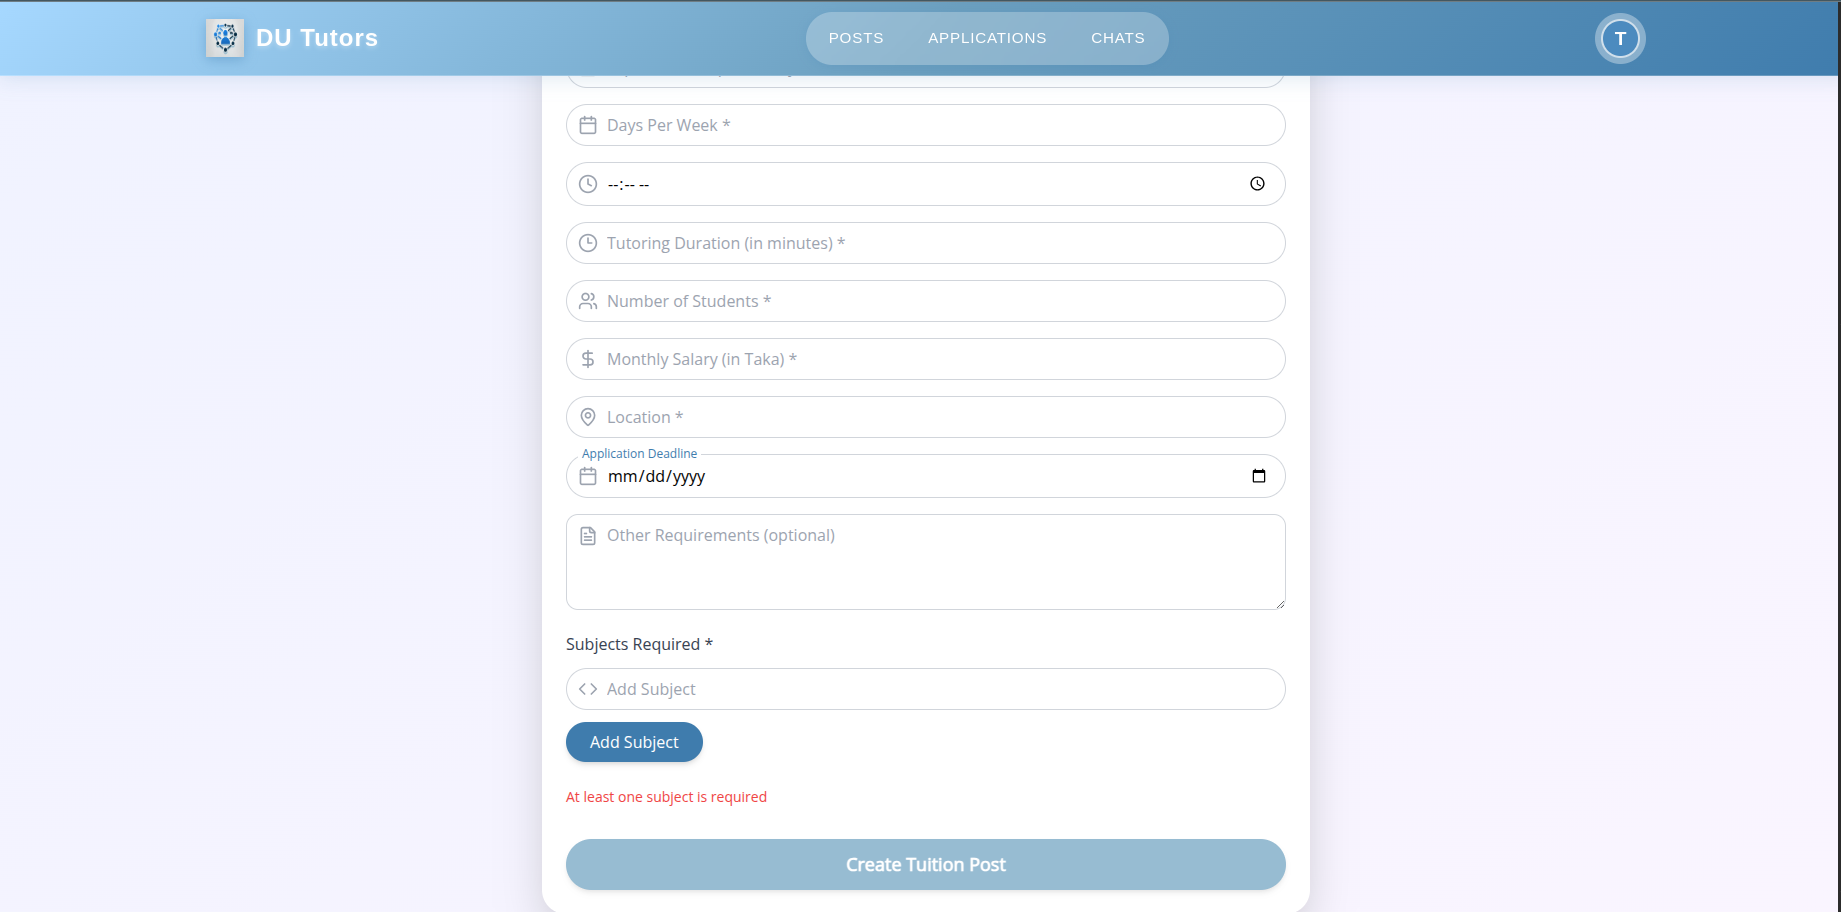 DU Tutors
POSTS
APPLICATIONS
CHATS
T
Days Per Week *
--:-- --
Tutoring Duration (in minutes) *
Number of Students *
Monthly Salary (in Taka) *
Location *
Application Deadline
mm/dd/yyyy
Other Requirements (optional)
Subjects Required *
Add Subject
Add Subject
At least one subject is required
Create Tuition Post